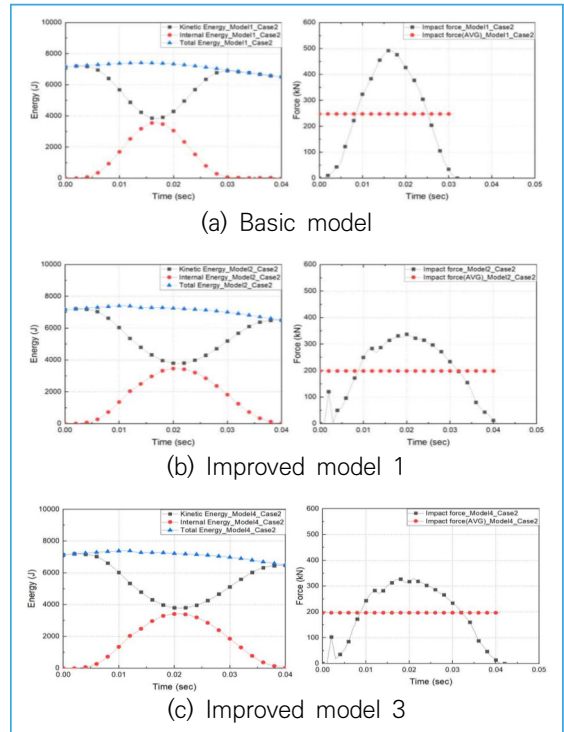 Kinetic Energy_Model1_Case2
Internal Energy_Model1_Case2
Total Energy_Model1_Case2
10000
8000
6000
4000
2000
0
Energy (J)
0.00 0.01 0.02 0.03 0.04
Time (sec)
Impact force_Model1_Case2
Impact force(AVG)_Model1_Case2
600
500
400
300
200
100
0
Force (kN)
0.00 0.01 0.02 0.03 0.04 0.05
Time (sec)
(a) Basic model
Kinetic Energy_Model2_Case2
Internal Energy_Model2_Case2
Total Energy_Model2_Case2
10000
8000
6000
4000
2000
0
Energy (J)
0.00 0.01 0.02 0.03 0.04
Time (sec)
Impact force_Model2_Case2
Impact force(AVG)_Model2_Case2
600
500
400
300
200
100
0
Force (kN)
0.00 0.01 0.02 0.03 0.04 0.05
Time (sec)
(b) Improved model 1
Kinetic Energy_Model4_Case2
Internal Energy_Model4_Case2
Total Energy_Model4_Case2
10000
8000
6000
4000
2000
0
Energy (J)
0.00 0.01 0.02 0.03 0.04
Time (sec)
Impact force_Model4_Case2
Impact force(AVG)_Model4_Case2
600
500
400
300
200
100
0
Force (kN)
0.00 0.01 0.02 0.03 0.04 0.05
Time (sec)
(c) Improved model 3